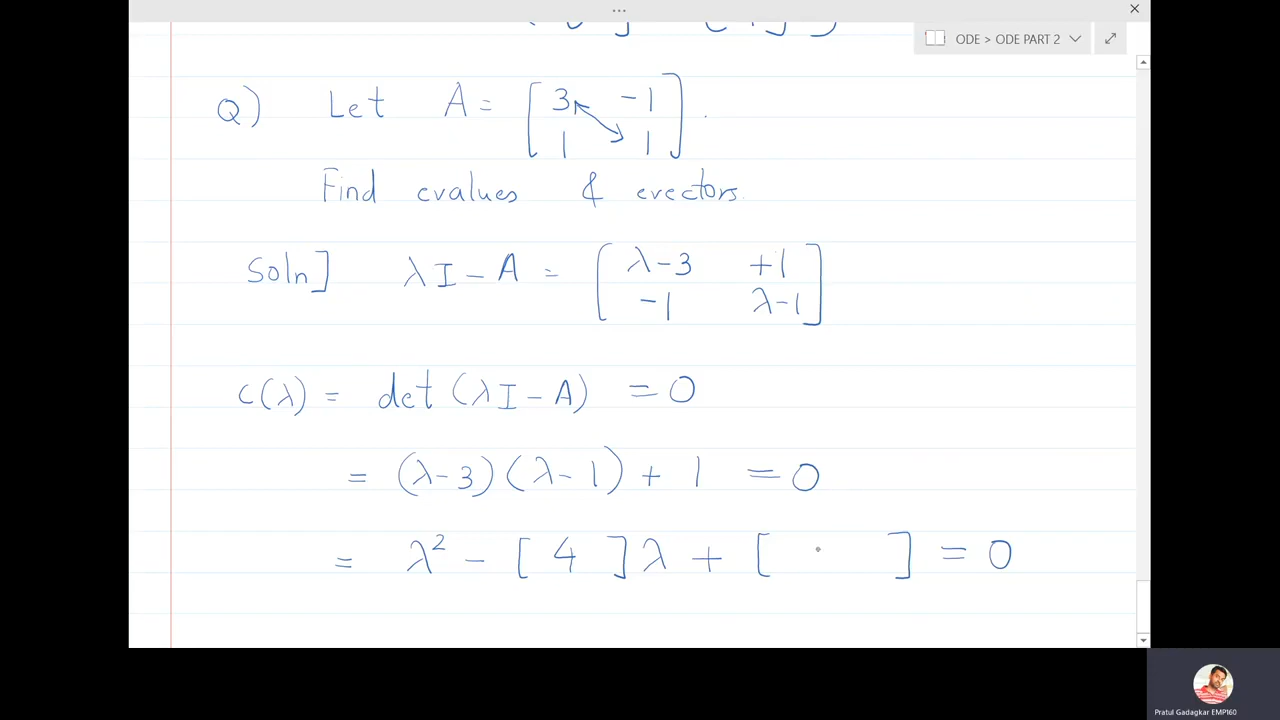 ODE > ODE PART 2
Q) Let A = [ 3 -1
1 1 ] .
Find evalues & evectors.
Soln] λI - A = [ λ-3 +1
-1 λ-1 ]
C(λ) = det (λI - A) = 0
= (λ-3)(λ-1) + 1 = 0
= λ² - [ 4 ] λ + [ ] = 0
Pratul Gadagkar EMP160